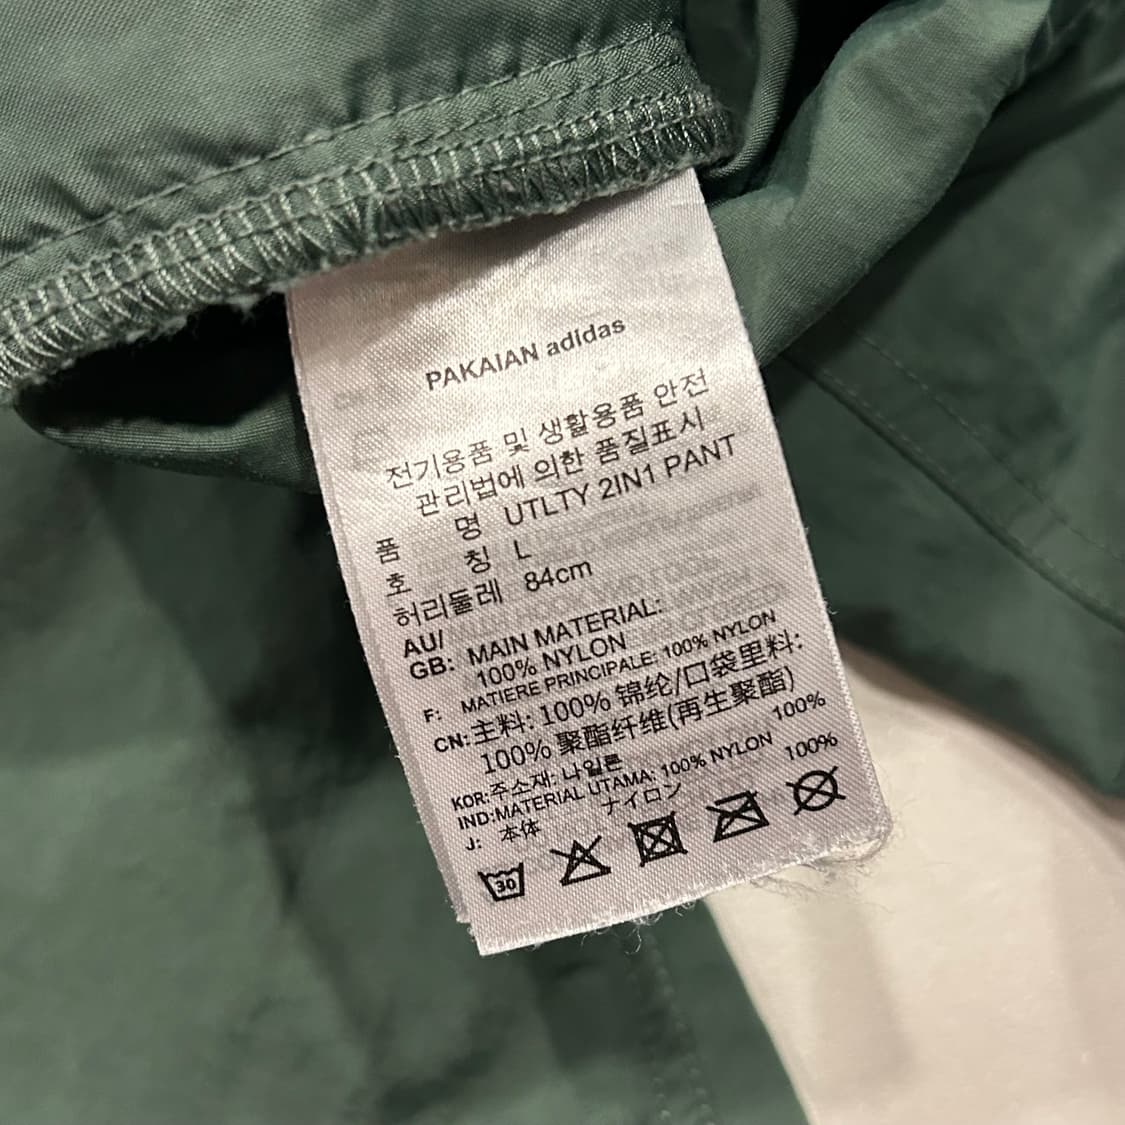 PAKAIAN adidas
전기용품 및 생활용품 안전
관리법에 의한 품질표시
품 명 UTLTY 2IN1 PANT
호 칭 L
허리둘레 84cm
AU/
GB: MAIN MATERIAL:
100% NYLON
F: MATIERE PRINCIPALE: 100% NYLON
CN: 主料: 100% 锦纶/口袋里料:
100% 聚酯纤维(再生聚酯)
KOR: 주소재: 나일론 100%
IND: MATERIAL UTAMA: 100% NYLON
J: 本体 ナイロン 100%
30